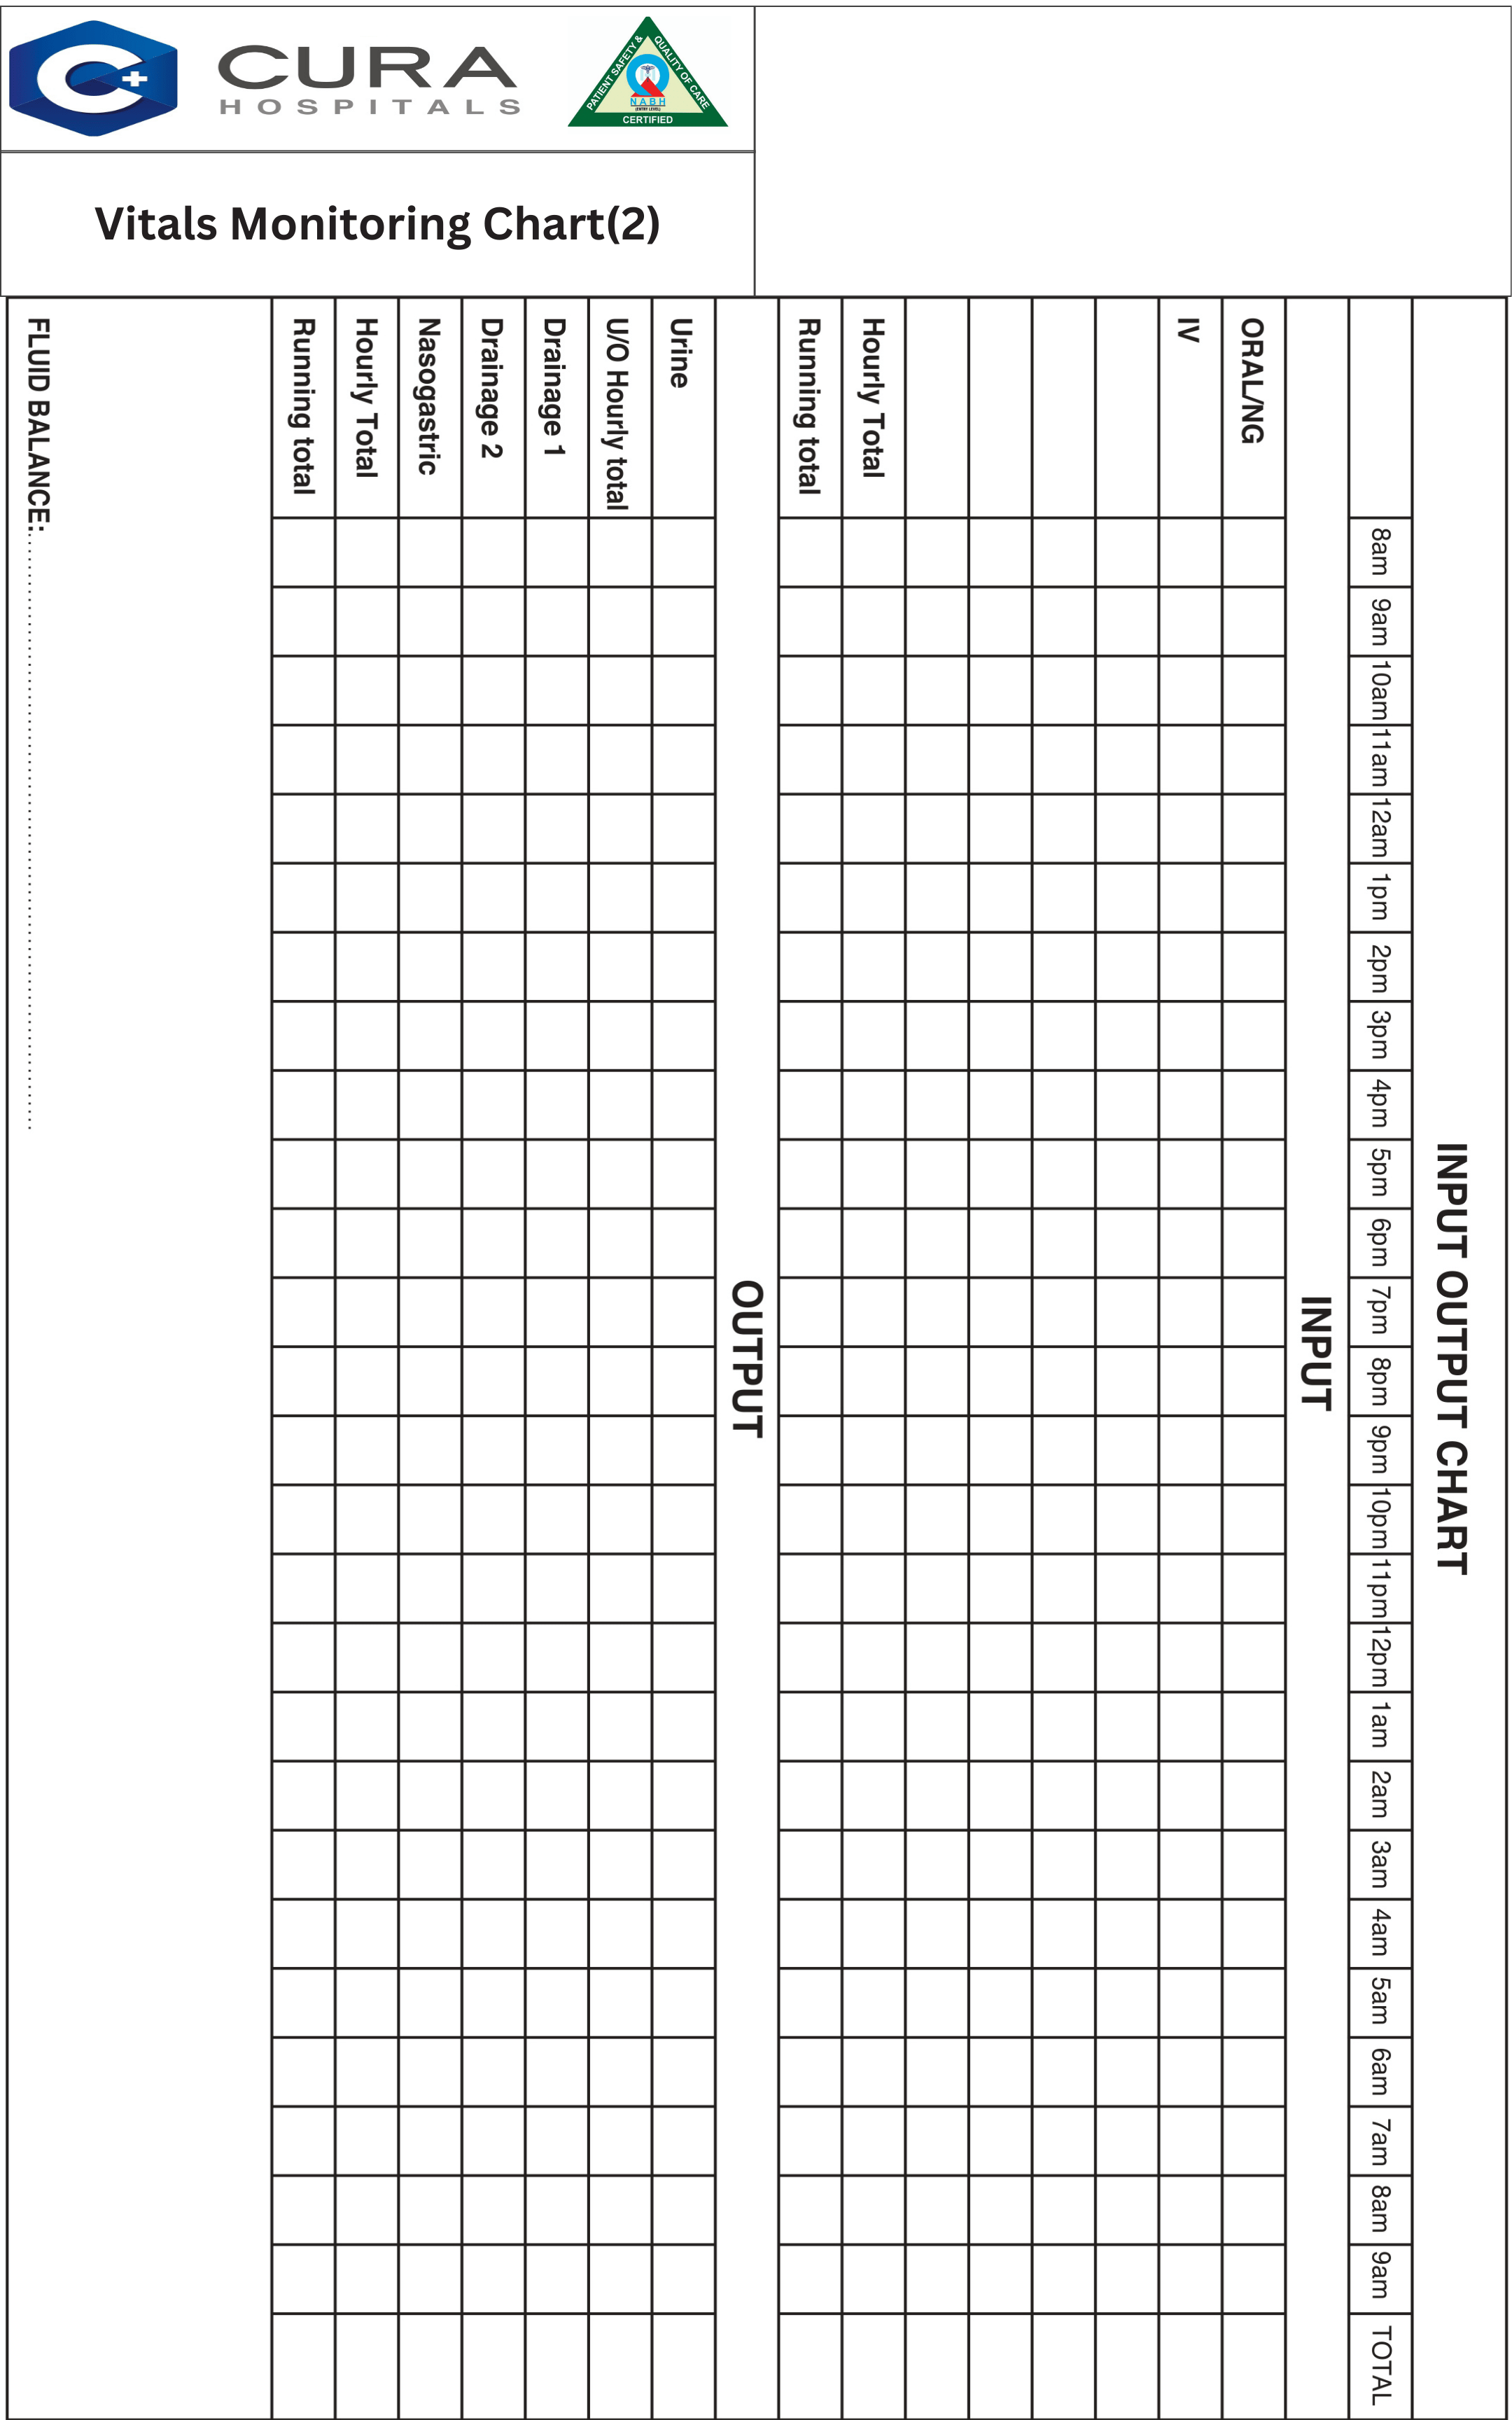 CURA
HOSPITALS
PATIENT SAFETY & QUALITY OF CARE
NABH
(ENTRY LEVEL)
CERTIFIED
Vitals Monitoring Chart(2)
INPUT OUTPUT CHART
8am 9am 10am 11am 12am 1pm 2pm 3pm 4pm 5pm 6pm 7pm 8pm 9pm 10pm 11pm 12pm 1am 2am 3am 4am 5am 6am 7am 8am 9am TOTAL
INPUT
ORAL/NG
IV
Hourly Total
Running total
OUTPUT
Urine
U/O Hourly total
Drainage 1
Drainage 2
Nasogastric
Hourly Total
Running total
FLUID BALANCE: